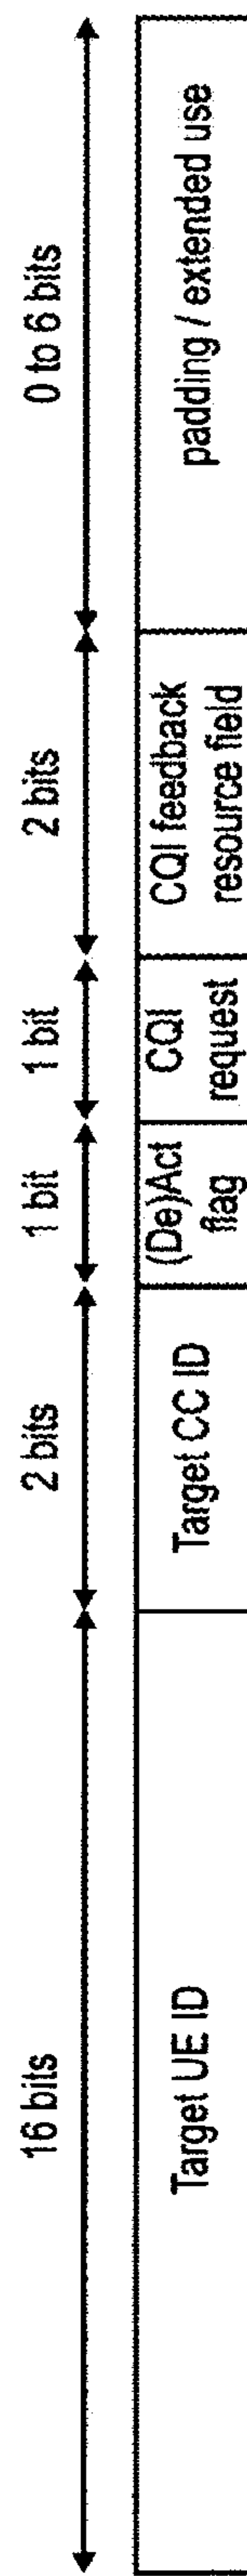 16 bits
2 bits
1 bit
1 bit
2 bits
0 to 6 bits
Target UE ID
Target CC ID
(De)Act
flag
CQI
request
CQI feedback
resource field
padding / extended use